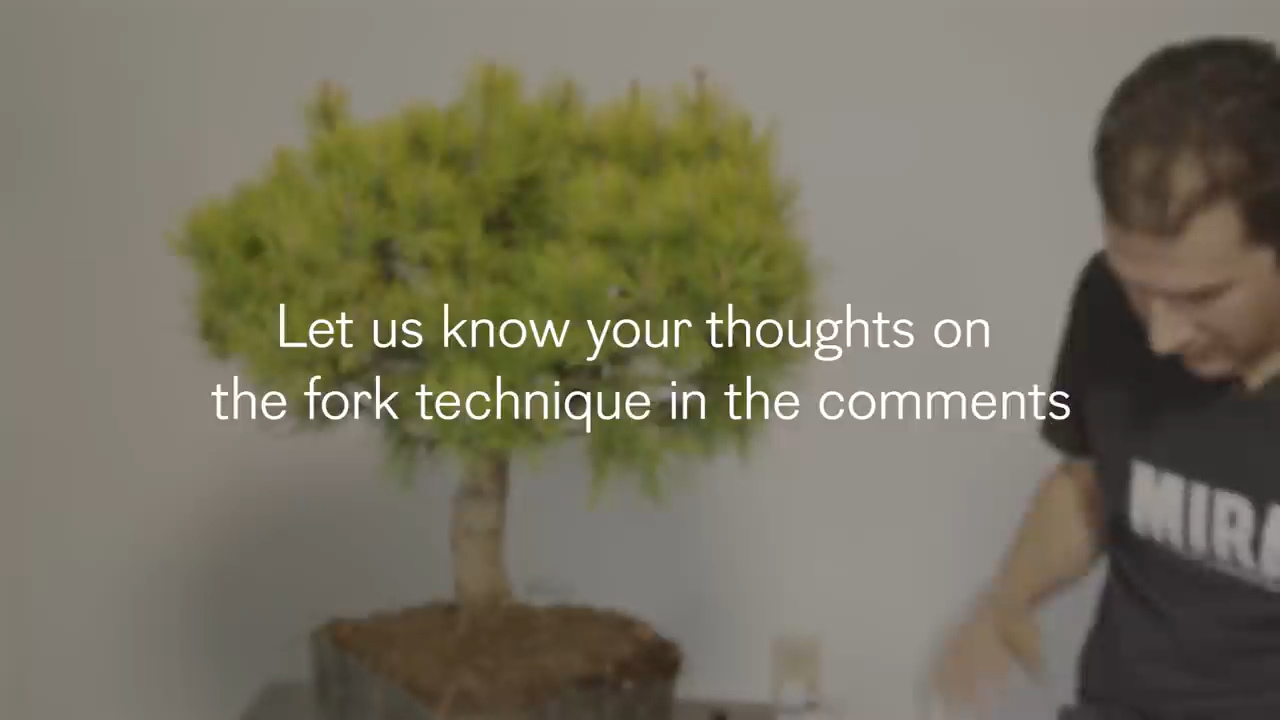 Let us know your thoughts on
the fork technique in the comments
MIRA